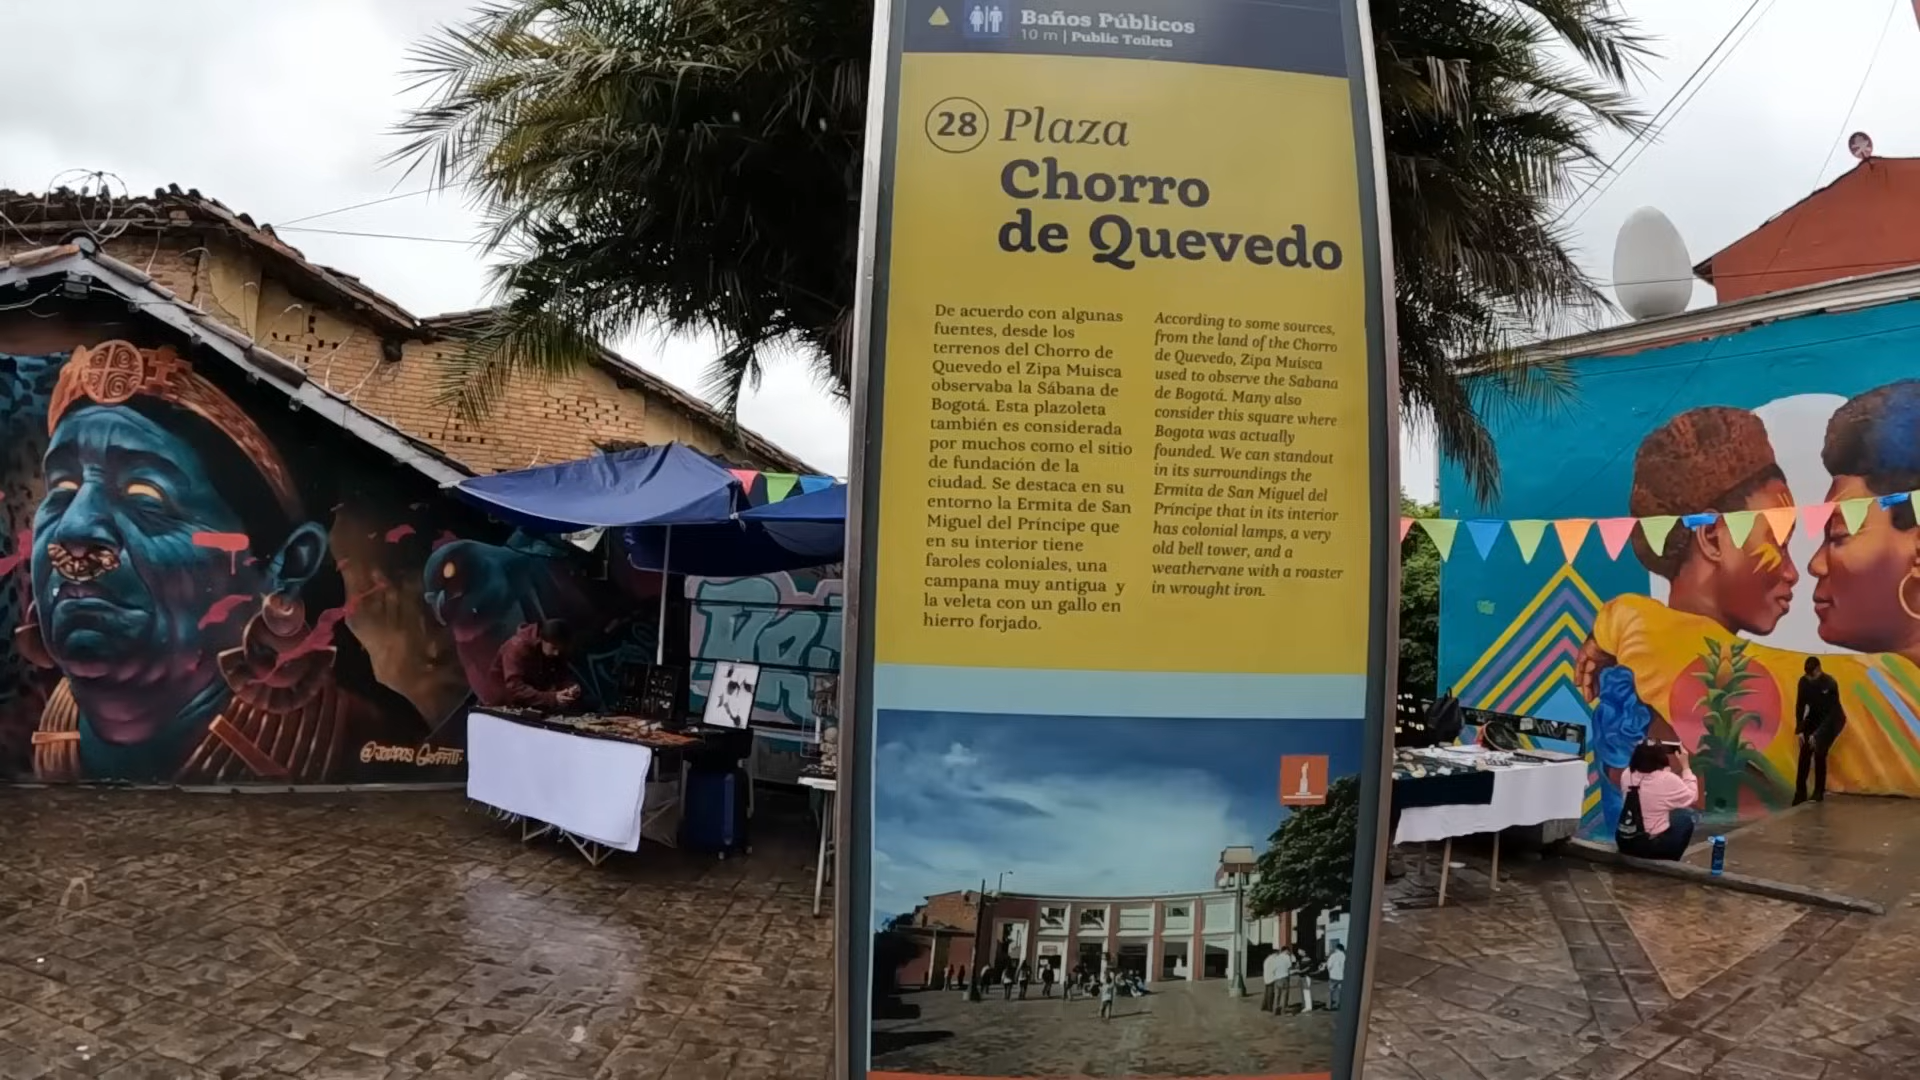 Baños Públicos
10 m | Public Toilets
28 Plaza
Chorro
de Quevedo
De acuerdo con algunas
fuentes, desde los
terrenos del Chorro de
Quevedo el Zipa Muisca
observaba la Sábana de
Bogotá. Esta plazoleta
también es considerada
por muchos como el sitio
de fundación de la
ciudad. Se destaca en su
entorno la Ermita de San
Miguel del Príncipe que
en su interior tiene
faroles coloniales, una
campana muy antigua y
la veleta con un gallo en
hierro forjado.
According to some sources,
from the land of the Chorro
de Quevedo, Zipa Muisca
used to observe the Sabana
de Bogotá. Many also
consider this square where
Bogota was actually
founded. We can standout
in its surroundings the
Ermita de San Miguel del
Príncipe that in its interior
has colonial lamps, a very
old bell tower, and a
weathervane with a roaster
in wrought iron.